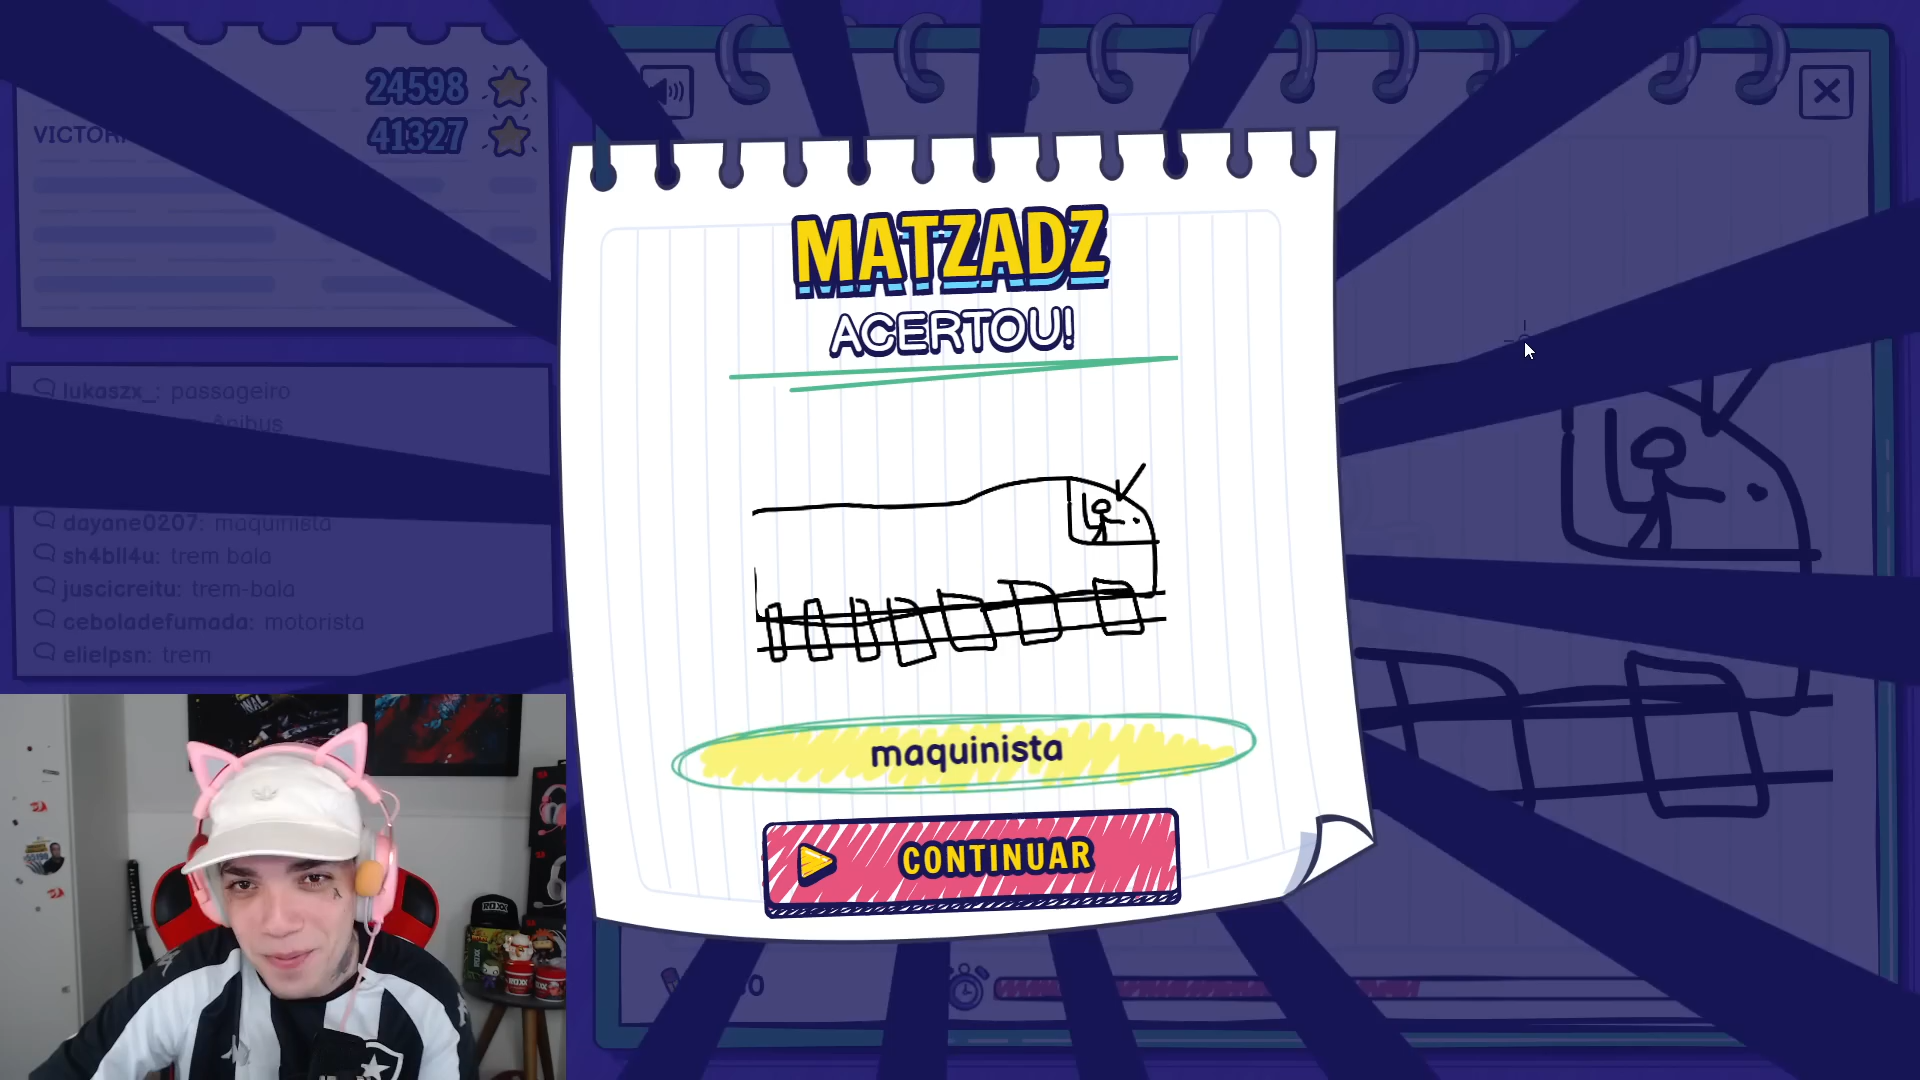 24598
VICTOR
41327
MATZADZ
ACERTOU!
lukaszx_: passageiro
dayane0207: maquinista
sh4bll4u: trem bala
juscicreitu: trem-bala
ceboladefumada: motorista
elielpsn: trem
maquinista
CONTINUAR
ROXX